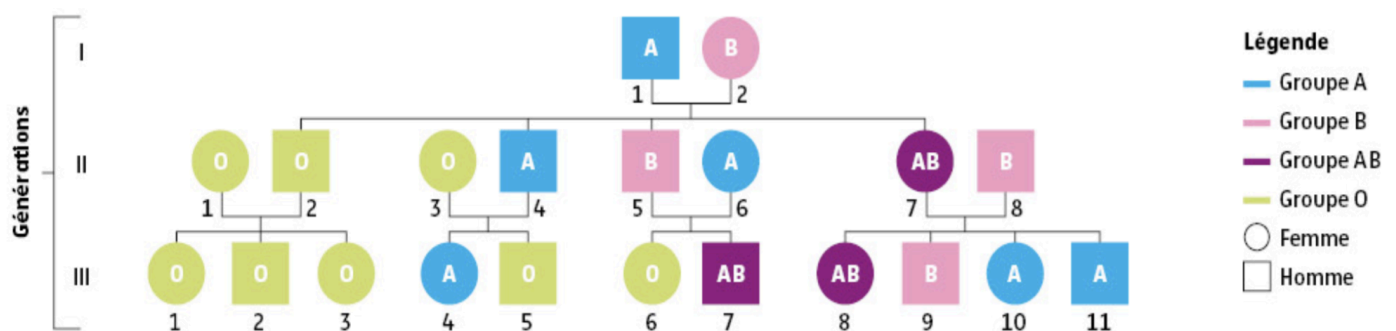 Générations
I
A B
1 2
II
O O O A B A AB B
1 2 3 4 5 6 7 8
III
O O O A O O AB AB B A A
1 2 3 4 5 6 7 8 9 10 11
Légende
Groupe A
Groupe B
Groupe AB
Groupe O
Femme
Homme